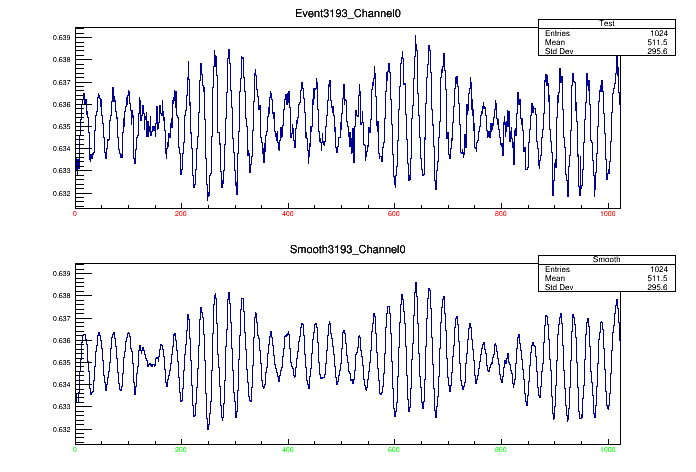 Event3193_Channel0
Test
Entries 1024
Mean 511.5
Std Dev 295.6
0.639
0.638
0.637
0.636
0.635
0.634
0.633
0.632
0 200 400 600 800 1000
Smooth3193_Channel0
Smooth
Entries 1024
Mean 511.5
Std Dev 295.6
0.639
0.638
0.637
0.636
0.635
0.634
0.633
0.632
0 200 400 600 800 1000